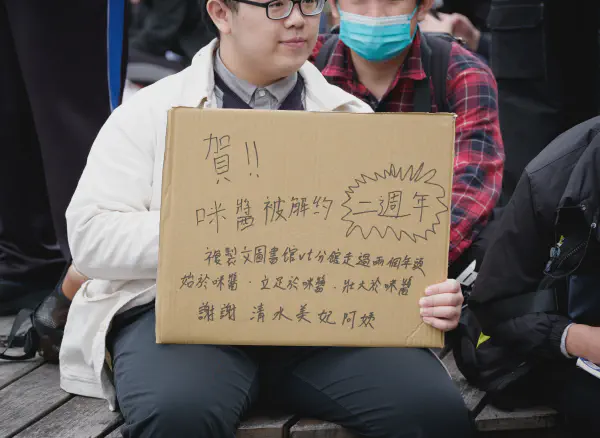 賀!!
咪醬被解約 二週年
複製文圖書館vt分館走過兩個年頭
始於咪醬、立足於咪醬、壯大於咪醬
謝謝 清水美妃阿姨